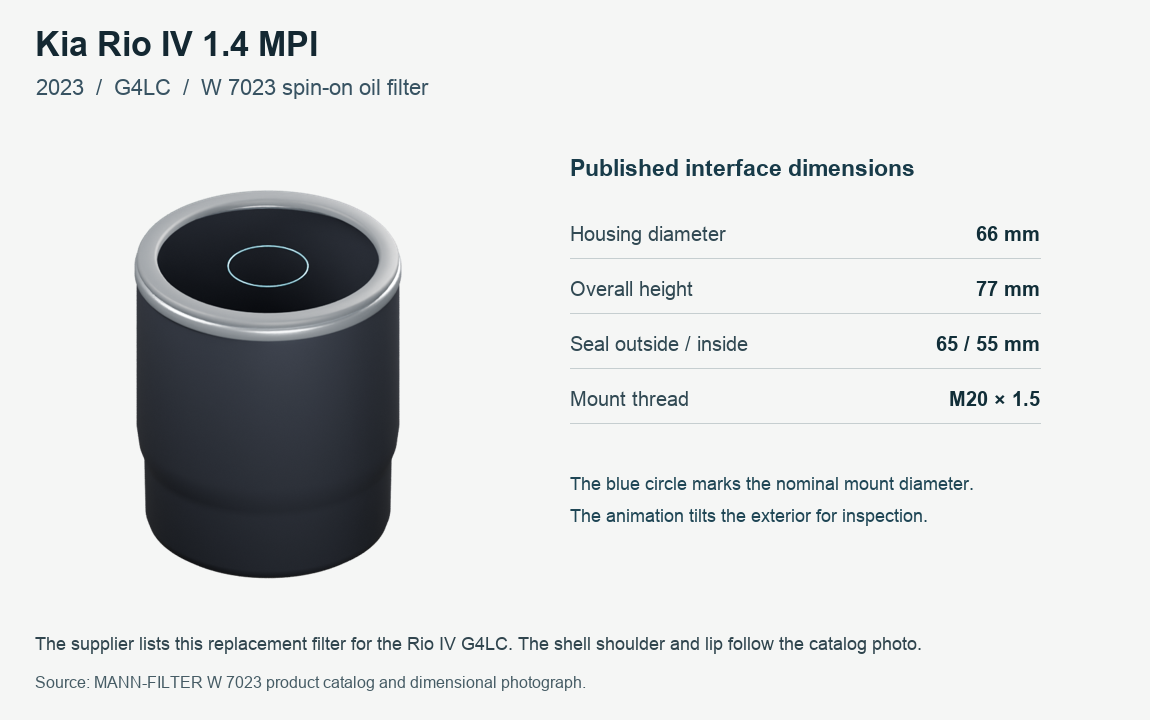 Kia Rio IV 1.4 MPI
2023 / G4LC / W 7023 spin-on oil filter
Published interface dimensions
Housing diameter 66 mm
Overall height 77 mm
Seal outside / inside 65 / 55 mm
Mount thread M20 × 1.5
The blue circle marks the nominal mount diameter.
The animation tilts the exterior for inspection.
The supplier lists this replacement filter for the Rio IV G4LC. The shell shoulder and lip follow the catalog photo.
Source: MANN-FILTER W 7023 product catalog and dimensional photograph.